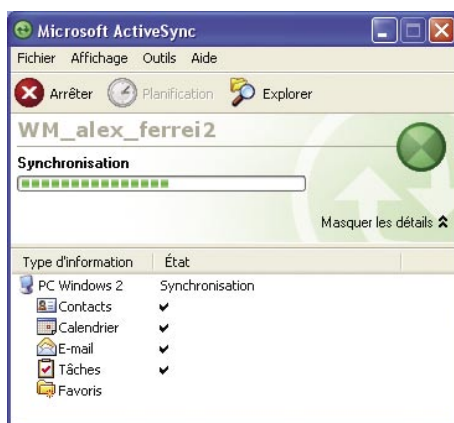 Microsoft ActiveSync
Fichier Affichage Outils Aide
Arrêter Planification Explorer
WM_alex_ferrei2
Synchronisation
Masquer les détails
Type d'information État
PC Windows 2 Synchronisation
Contacts
Calendrier
E-mail
Tâches
Favoris